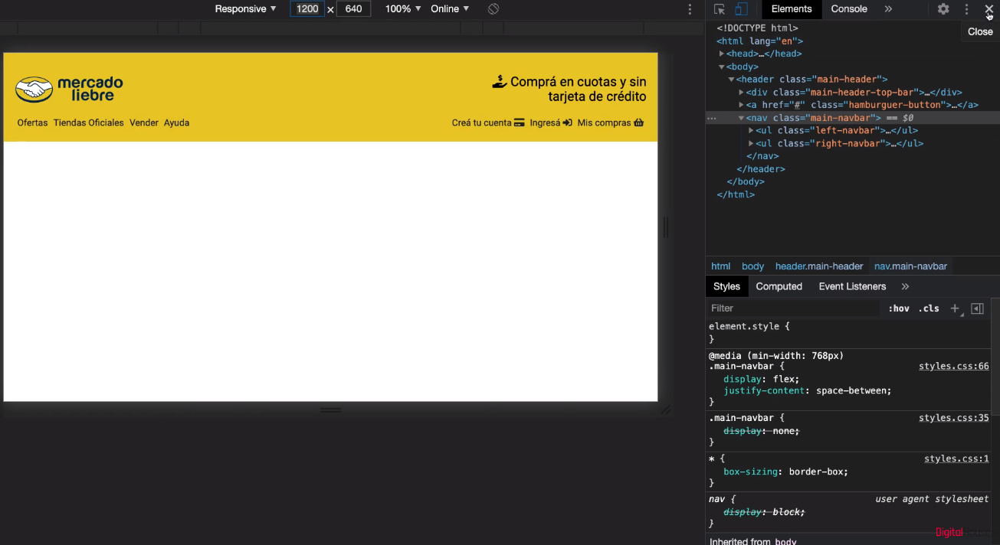 Responsive ▼ 1200 × 640 100% ▼ Online ▼
mercado
liebre
Comprá en cuotas y sin
tarjeta de crédito
Ofertas Tiendas Oficiales Vender Ayuda
Creá tu cuenta Ingresá Mis compras
Elements Console »
Close
<!DOCTYPE html>
<html lang="en">
▶<head>…</head>
▼<body>
▼<header class="main-header">
▶<div class="main-header-top-bar">…</div>
▶<a href="#" class="hamburguer-button">…</a>
… ▼<nav class="main-navbar"> == $0
▶<ul class="left-navbar">…</ul>
▶<ul class="right-navbar">…</ul>
</nav>
</header>
</body>
</html>
html body header.main-header nav.main-navbar
Styles Computed Event Listeners »
Filter :hov .cls +
element.style {
}
@media (min-width: 768px)
.main-navbar { styles.css:66
display: flex;
justify-content: space-between;
}
.main-navbar { styles.css:35
display: none;
}
* { styles.css:1
box-sizing: border-box;
}
nav { user agent stylesheet
display: block;
}
Inherited from body
DigitalHouse